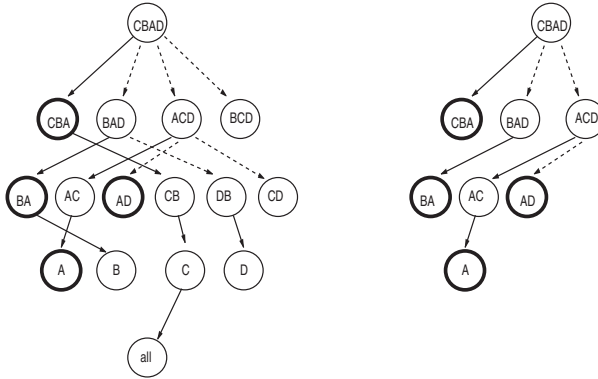 CBAD CBAD
CBA BAD ACD BCD CBA BAD ACD
BA AC AD CB DB CD BA AC AD
A B C D A
all